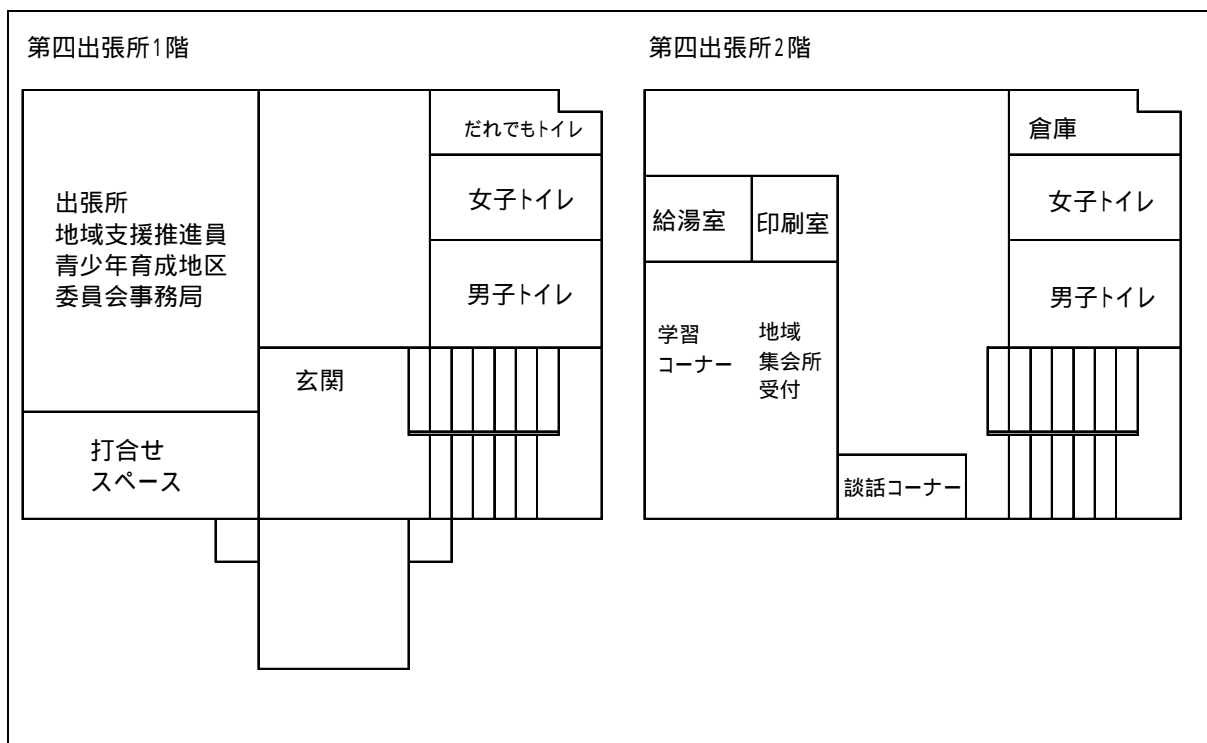 第四出張所1階
だれでもトイレ
女子トイレ
男子トイレ
出張所
地域支援推進員
青少年育成地区
委員会事務局
玄関
打合せ
スペース
第四出張所2階
倉庫
女子トイレ
男子トイレ
給湯室
印刷室
学習
コーナー
地域
集会所
受付
談話コーナー